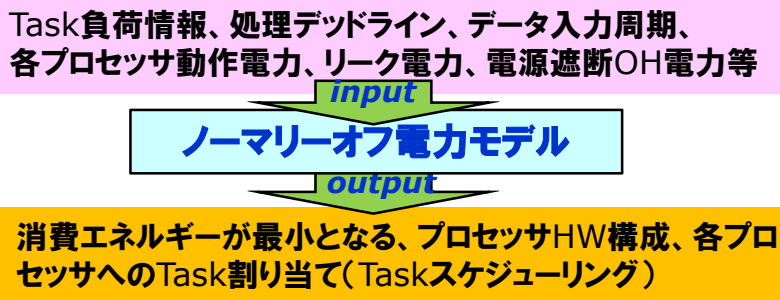 Task負荷情報、処理デッドライン、データ入力周期、
各プロセッサ動作電力、リーク電力、電源遮断OH電力等
input
ノーマリーオフ電力モデル
output
消費エネルギーが最小となる、プロセッサHW構成、各プロ
セッサへのTask割り当て（Taskスケジューリング）